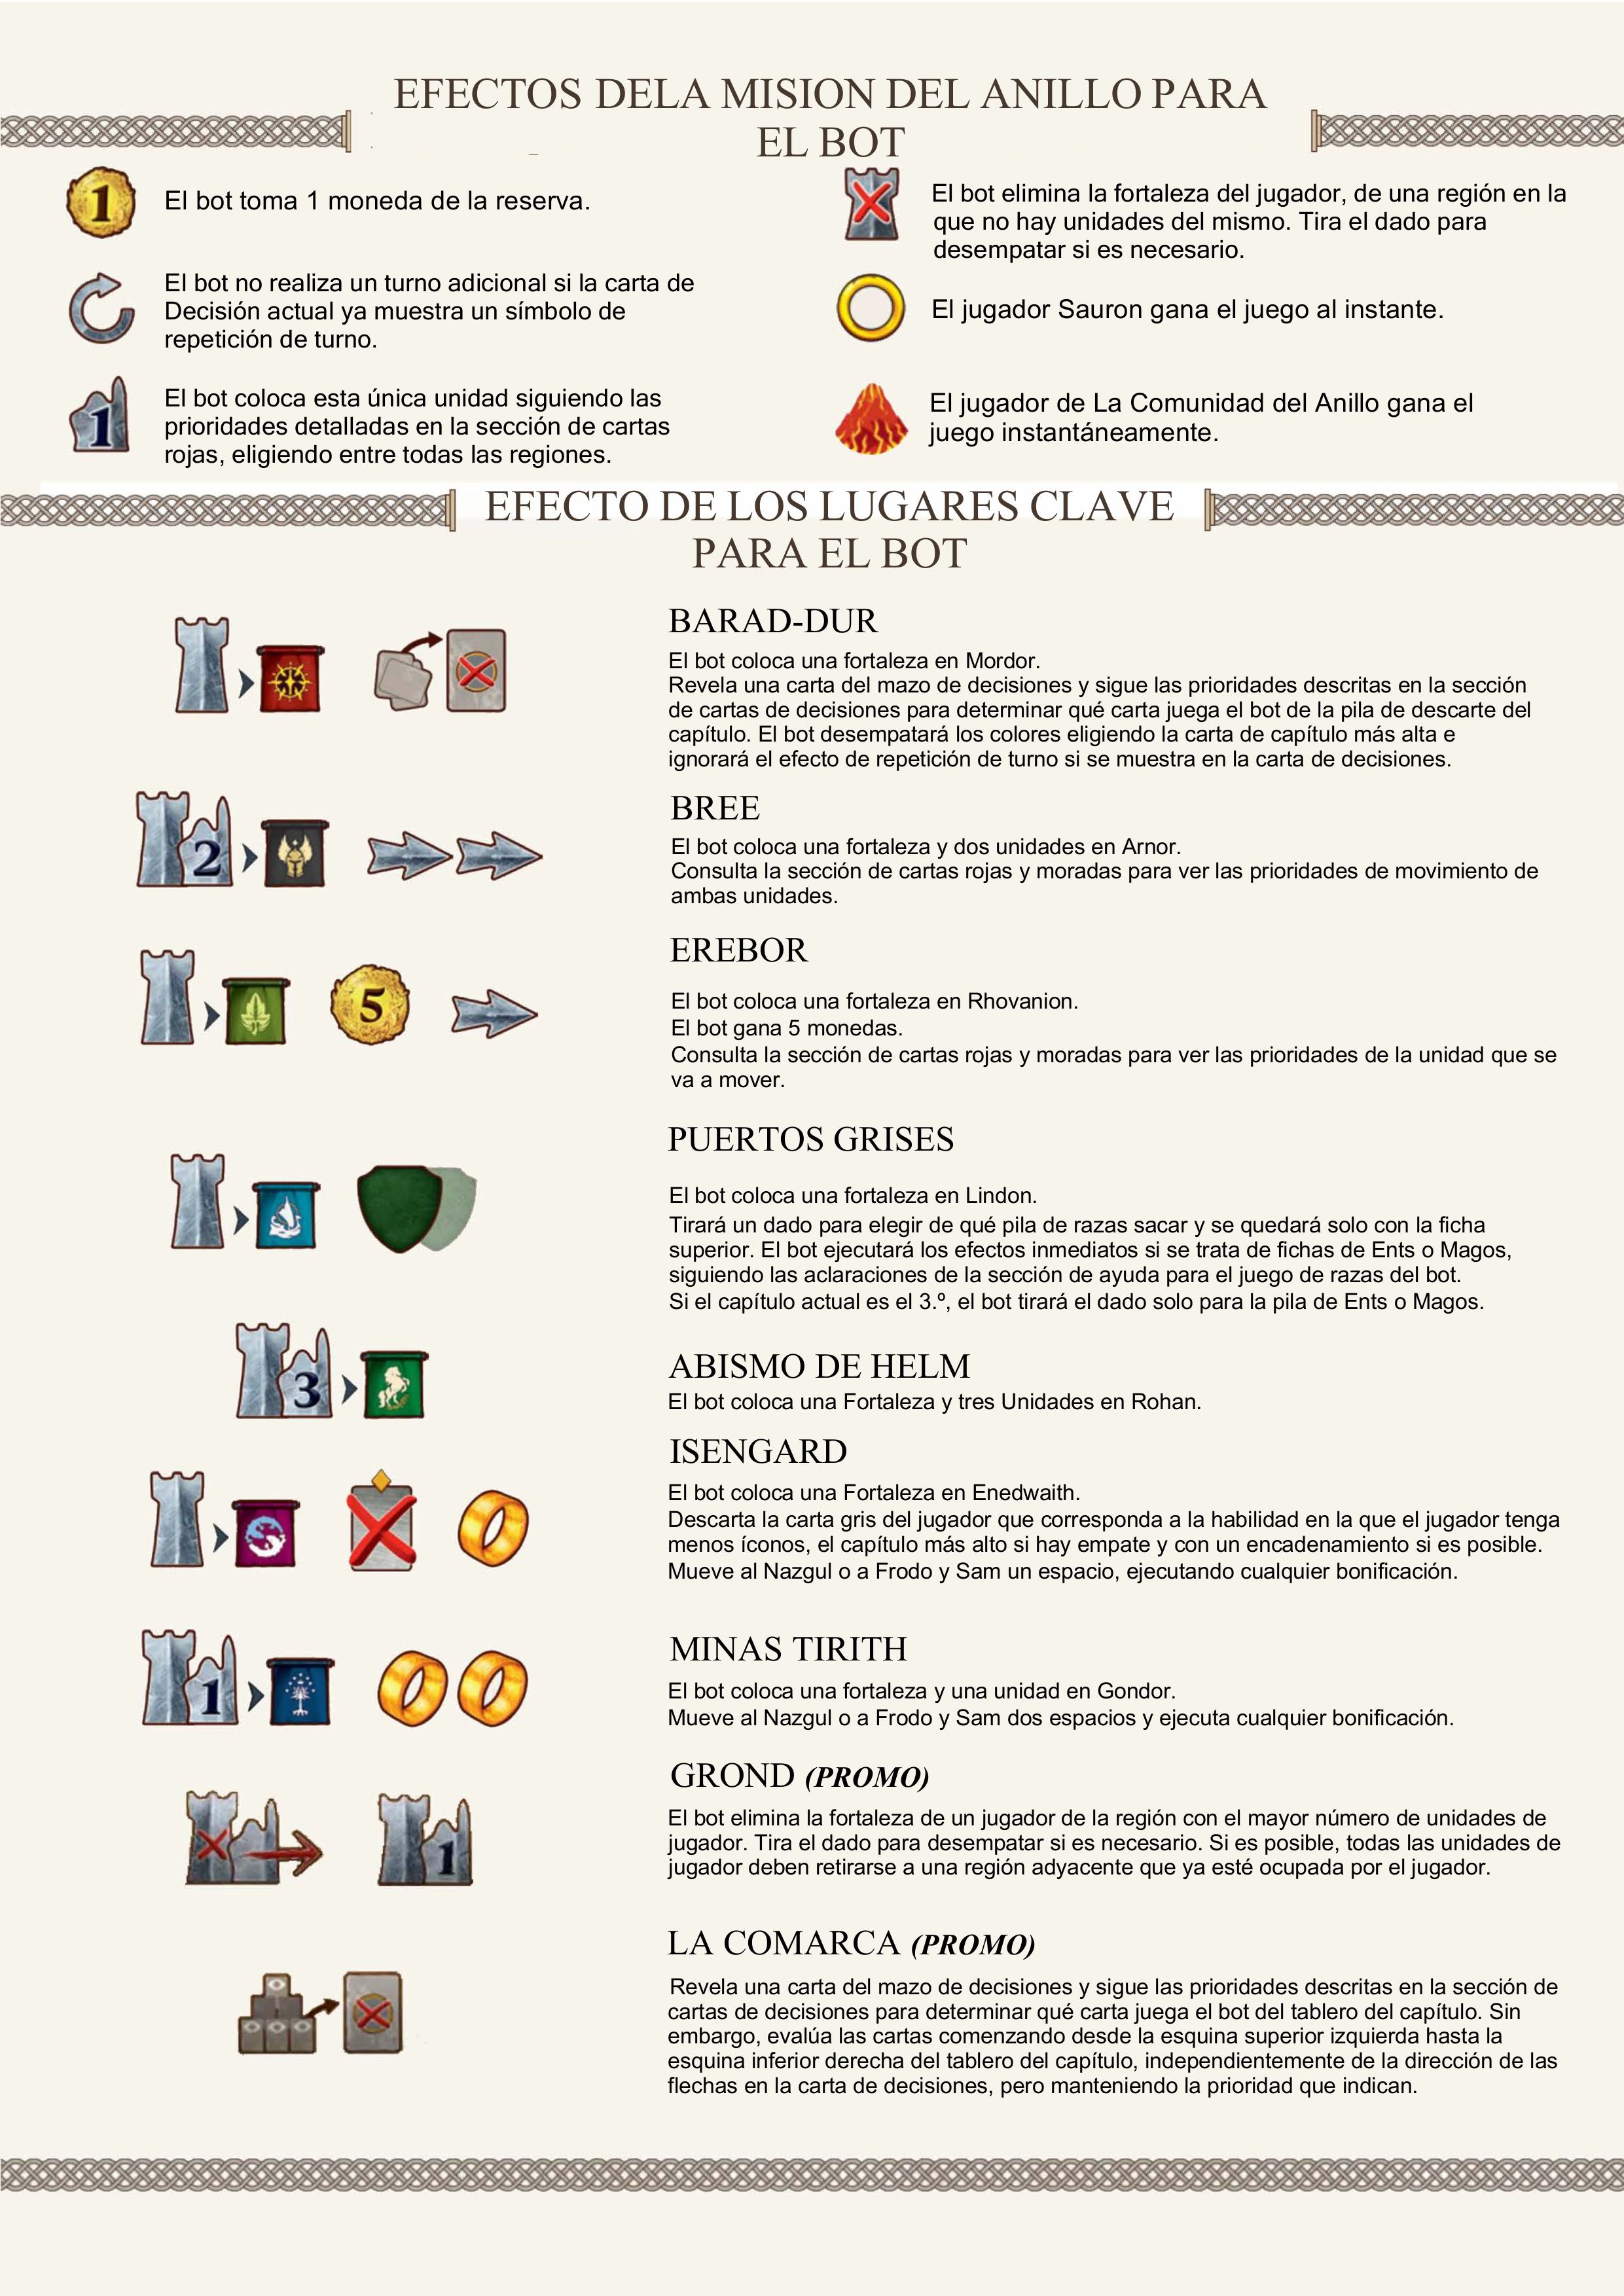 EFECTOS DELA MISION DEL ANILLO PARA
EL BOT
1
El bot toma 1 moneda de la reserva.
El bot no realiza un turno adicional si la carta de
Decisión actual ya muestra un símbolo de
repetición de turno.
1
El bot coloca esta única unidad siguiendo las
prioridades detalladas en la sección de cartas
rojas, eligiendo entre todas las regiones.
El bot elimina la fortaleza del jugador, de una región en la
que no hay unidades del mismo. Tira el dado para
desempatar si es necesario.
El jugador Sauron gana el juego al instante.
El jugador de La Comunidad del Anillo gana el
juego instantáneamente.
EFECTO DE LOS LUGARES CLAVE
PARA EL BOT
BARAD-DUR
El bot coloca una fortaleza en Mordor.
Revela una carta del mazo de decisiones y sigue las prioridades descritas en la sección
de cartas de decisiones para determinar qué carta juega el bot de la pila de descarte del
capítulo. El bot desempatará los colores eligiendo la carta de capítulo más alta e
ignorará el efecto de repetición de turno si se muestra en la carta de decisiones.
2
BREE
El bot coloca una fortaleza y dos unidades en Arnor.
Consulta la sección de cartas rojas y moradas para ver las prioridades de movimiento de
ambas unidades.
5
EREBOR
El bot coloca una fortaleza en Rhovanion.
El bot gana 5 monedas.
Consulta la sección de cartas rojas y moradas para ver las prioridades de la unidad que se
va a mover.
PUERTOS GRISES
El bot coloca una fortaleza en Lindon.
Tirará un dado para elegir de qué pila de razas sacar y se quedará solo con la ficha
superior. El bot ejecutará los efectos inmediatos si se trata de fichas de Ents o Magos,
siguiendo las aclaraciones de la sección de ayuda para el juego de razas del bot.
Si el capítulo actual es el 3.º, el bot tirará el dado solo para la pila de Ents o Magos.
3
ABISMO DE HELM
El bot coloca una Fortaleza y tres Unidades en Rohan.
ISENGARD
El bot coloca una Fortaleza en Enedwaith.
Descarta la carta gris del jugador que corresponda a la habilidad en la que el jugador tenga
menos íconos, el capítulo más alto si hay empate y con un encadenamiento si es posible.
Mueve al Nazgul o a Frodo y Sam un espacio, ejecutando cualquier bonificación.
1
MINAS TIRITH
El bot coloca una fortaleza y una unidad en Gondor.
Mueve al Nazgul o a Frodo y Sam dos espacios y ejecuta cualquier bonificación.
1
GROND (PROMO)
El bot elimina la fortaleza de un jugador de la región con el mayor número de unidades de
jugador. Tira el dado para desempatar si es necesario. Si es posible, todas las unidades de
jugador deben retirarse a una región adyacente que ya esté ocupada por el jugador.
LA COMARCA (PROMO)
Revela una carta del mazo de decisiones y sigue las prioridades descritas en la sección de
cartas de decisiones para determinar qué carta juega el bot del tablero del capítulo. Sin
embargo, evalúa las cartas comenzando desde la esquina superior izquierda hasta la
esquina inferior derecha del tablero del capítulo, independientemente de la dirección de las
flechas en la carta de decisiones, pero manteniendo la prioridad que indican.